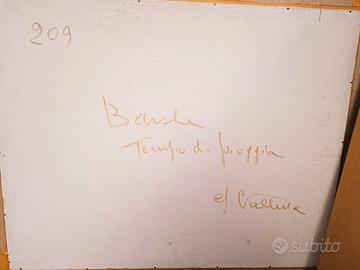 209
Barche
Tempo di pioggia
subito